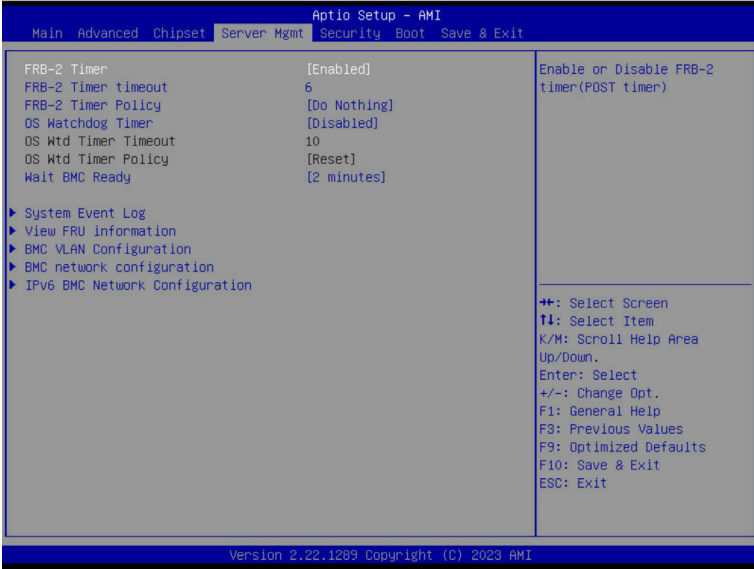 Aptio Setup – AMI
Main Advanced Chipset Server Mgmt Security Boot Save & Exit
FRB-2 Timer [Enabled]
FRB-2 Timer timeout 6
FRB-2 Timer Policy [Do Nothing]
OS Watchdog Timer [Disabled]
OS Wtd Timer Timeout 10
OS Wtd Timer Policy [Reset]
Wait BMC Ready [2 minutes]
▶ System Event Log
▶ View FRU information
▶ BMC VLAN Configuration
▶ BMC network configuration
▶ IPv6 BMC Network Configuration
Enable or Disable FRB-2
timer(POST timer)
→←: Select Screen
↑↓: Select Item
K/M: Scroll Help Area
Up/Down.
Enter: Select
+/-: Change Opt.
F1: General Help
F3: Previous Values
F9: Optimized Defaults
F10: Save & Exit
ESC: Exit
Version 2.22.1289 Copyright (C) 2023 AMI